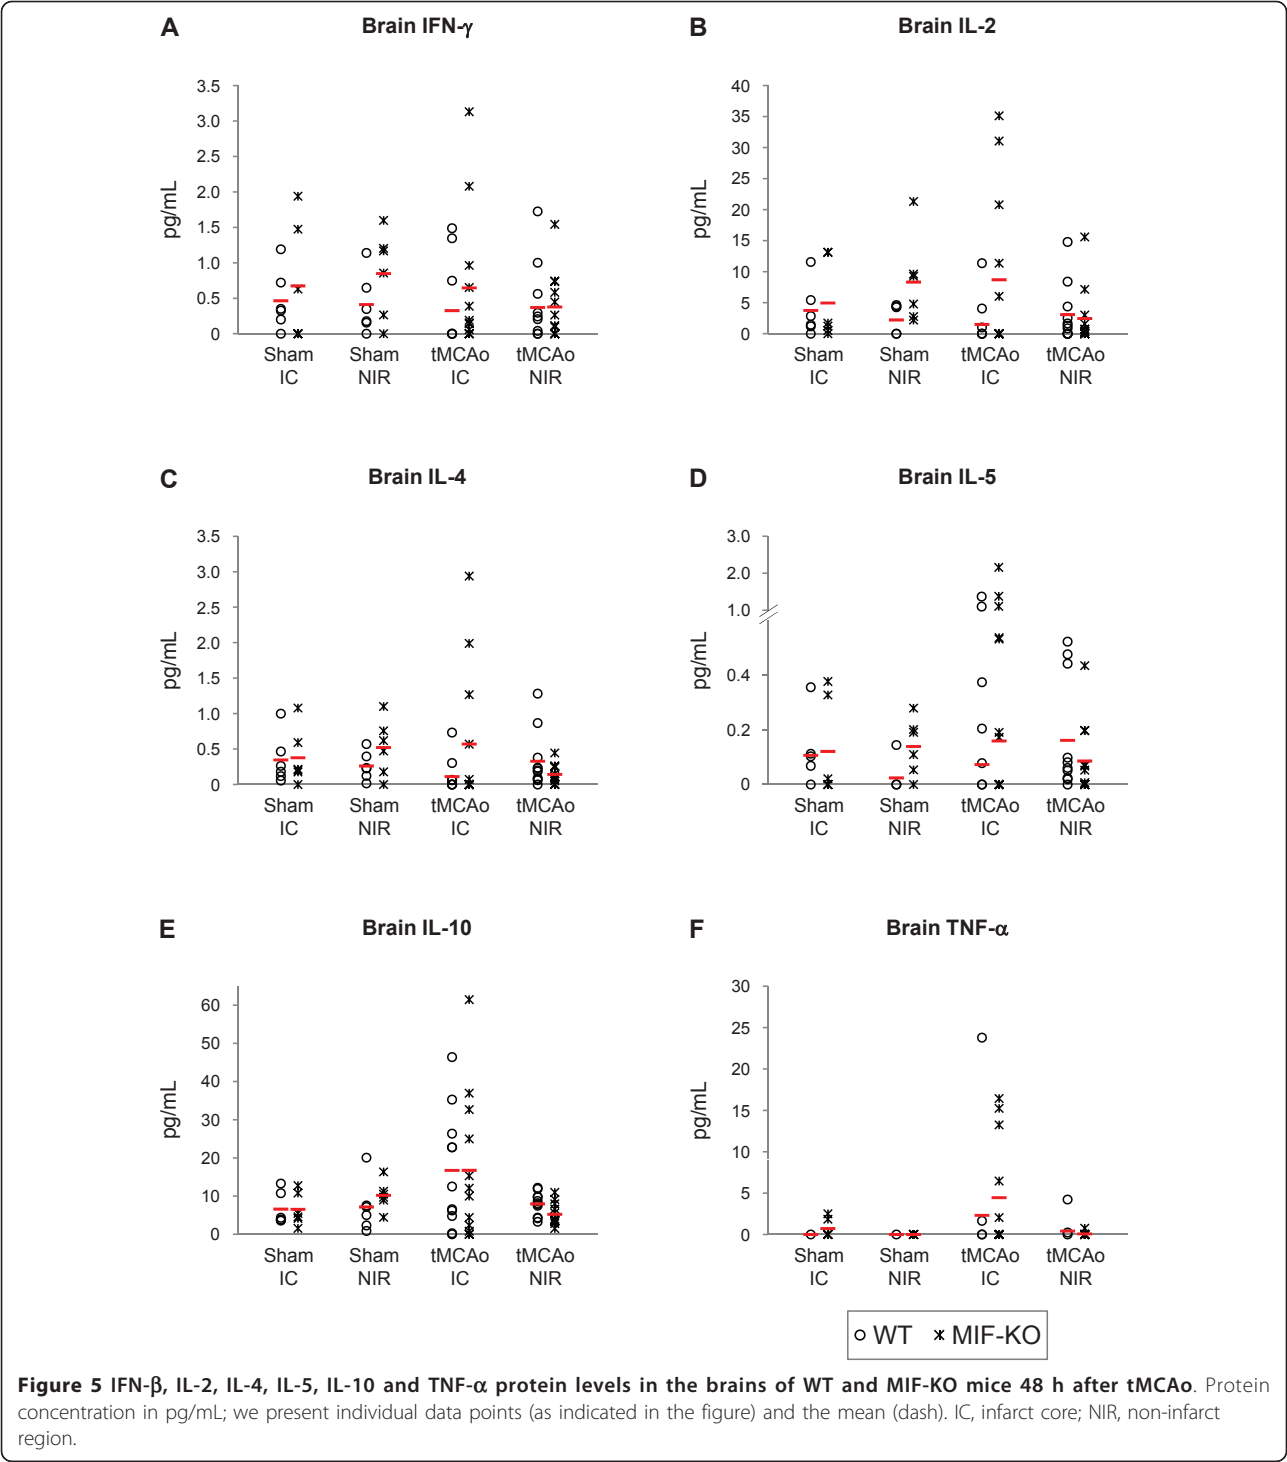 A Brain IFN-γ
3.5
3.0
2.5
2.0
1.5
1.0
0.5
0
pg/mL
Sham IC
Sham NIR
tMCAo IC
tMCAo NIR
B Brain IL-2
40
35
30
25
20
15
10
5
0
pg/mL
Sham IC
Sham NIR
tMCAo IC
tMCAo NIR
C Brain IL-4
3.5
3.0
2.5
2.0
1.5
1.0
0.5
0
pg/mL
Sham IC
Sham NIR
tMCAo IC
tMCAo NIR
D Brain IL-5
3.0
2.0
1.0
0.4
0.2
0
pg/mL
Sham IC
Sham NIR
tMCAo IC
tMCAo NIR
E Brain IL-10
60
50
40
30
20
10
0
pg/mL
Sham IC
Sham NIR
tMCAo IC
tMCAo NIR
F Brain TNF-α
30
25
20
15
10
5
0
pg/mL
Sham IC
Sham NIR
tMCAo IC
tMCAo NIR
WT MIF-KO
Figure 5 IFN-β, IL-2, IL-4, IL-5, IL-10 and TNF-α protein levels in the brains of WT and MIF-KO mice 48 h after tMCAo. Protein
concentration in pg/mL; we present individual data points (as indicated in the figure) and the mean (dash). IC, infarct core; NIR, non-infarct
region.